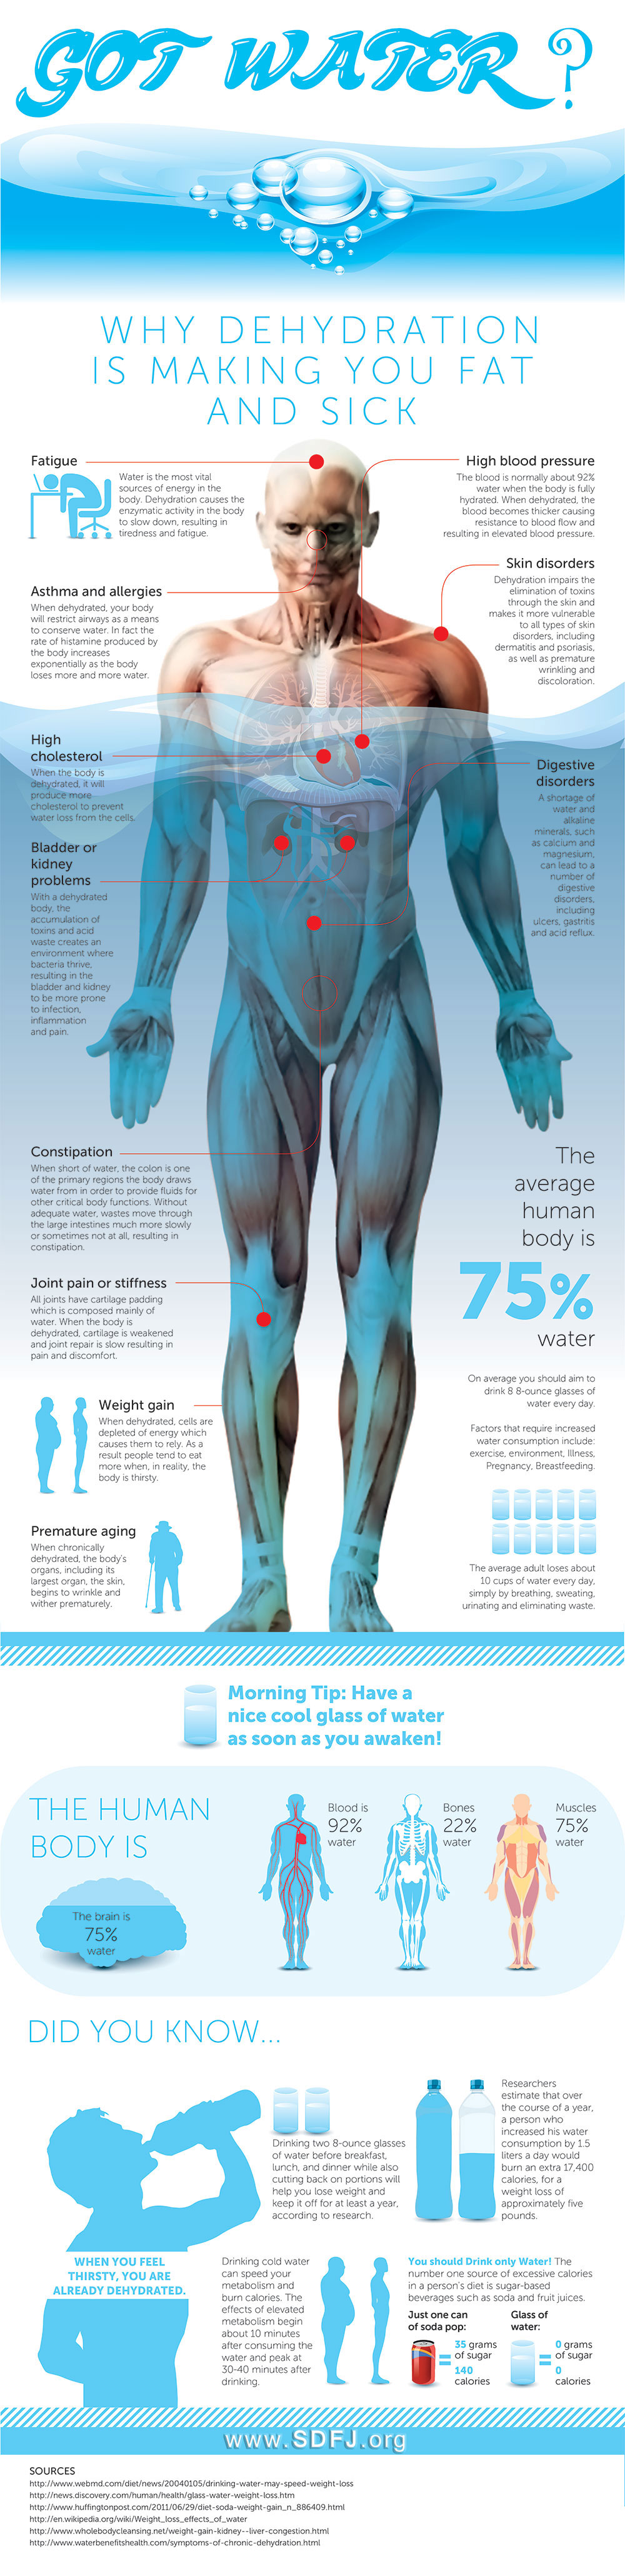 GOT WATER?
WHY DEHYDRATION
IS MAKING YOU FAT
AND SICK
Fatigue
Water is the most vital
sources of energy in the
body. Dehydration causes the
enzymatic activity in the body
to slow down, resulting in
tiredness and fatigue.
High blood pressure
The blood is normally about 92%
water when the body is fully
hydrated. When dehydrated, the
blood becomes thicker causing
resistance to blood flow and
resulting in elevated blood pressure.
Skin disorders
Dehydration impairs the
elimination of toxins
through the skin and
makes it more vulnerable
to all types of skin
disorders, including
dermatitis and psoriasis,
as well as premature
wrinkling and
discoloration.
Asthma and allergies
When dehydrated, your body
will restrict airways as a means
to conserve water. In fact the
rate of histamine produced by
the body increases
exponentially as the body
loses more and more water.
High
cholesterol
When the body is
dehydrated, it will
produce more
cholesterol to prevent
water loss from the cells.
Digestive
disorders
A shortage of
water and
alkaline
minerals, such
as calcium and
magnesium,
can lead to a
number of
digestive
disorders,
including
ulcers, gastritis
and acid reflux.
Bladder or
kidney
problems
With a dehydrated
body, the
accumulation of
toxins and acid
waste creates an
environment where
bacteria thrive,
resulting in the
bladder and kidney
to be more prone
to infection,
inflammation
and pain.
Constipation
When short of water, the colon is one
of the primary regions the body draws
water from in order to provide fluids for
other critical body functions. Without
adequate water, wastes move through
the large intestines much more slowly
or sometimes not at all, resulting in
constipation.
The
average
human
body is
75%
water
Joint pain or stiffness
All joints have cartilage padding
which is composed mainly of
water. When the body is
dehydrated, cartilage is weakened
and joint repair is slow resulting in
pain and discomfort.
On average you should aim to
drink 8 8-ounce glasses of
water every day.
Factors that require increased
water consumption include:
exercise, environment, Illness,
Pregnancy, Breastfeeding.
Weight gain
When dehydrated, cells are
depleted of energy which
causes them to rely. As a
result people tend to eat
more when, in reality, the
body is thirsty.
Premature aging
When chronically
dehydrated, the body's
organs, including its
largest organ, the skin,
begins to wrinkle and
wither prematurely.
The average adult loses about
10 cups of water every day,
simply by breathing, sweating,
urinating and eliminating waste.
Morning Tip: Have a
nice cool glass of water
as soon as you awaken!
THE HUMAN
BODY IS
The brain is
75%
water
Blood is
92%
water
Bones
22%
water
Muscles
75%
water
DID YOU KNOW...
Drinking two 8-ounce glasses
of water before breakfast,
lunch, and dinner while also
cutting back on portions will
help you lose weight and
keep it off for at least a year,
according to research.
Researchers
estimate that over
the course of a year,
a person who
increased his water
consumption by 1.5
liters a day would
burn an extra 17,400
calories, for a
weight loss of
approximately five
pounds.
WHEN YOU FEEL
THIRSTY, YOU ARE
ALREADY DEHYDRATED.
Drinking cold water
can speed your
metabolism and
burn calories. The
effects of elevated
metabolism begin
about 10 minutes
after consuming the
water and peak at
30-40 minutes after
drinking.
You should Drink only Water! The
number one source of excessive calories
in a person's diet is sugar-based
beverages such as soda and fruit juices.
Just one can
of soda pop:
= 35 grams
of sugar
140
calories
Glass of
water:
= 0 grams
of sugar
0
calories
www.SDFJ.org
SOURCES
http://www.webmd.com/diet/news/20040105/drinking-water-may-speed-weight-loss
http://news.discovery.com/human/health/glass-water-weight-loss.htm
http://www.huffingtonpost.com/2011/06/29/diet-soda-weight-gain_n_886409.html
http://en.wikipedia.org/wiki/Weight_loss_effects_of_water
http://www.wholebodycleansing.net/weight-gain-kidney--liver-congestion.html
http://www.waterbenefitshealth.com/symptoms-of-chronic-dehydration.html